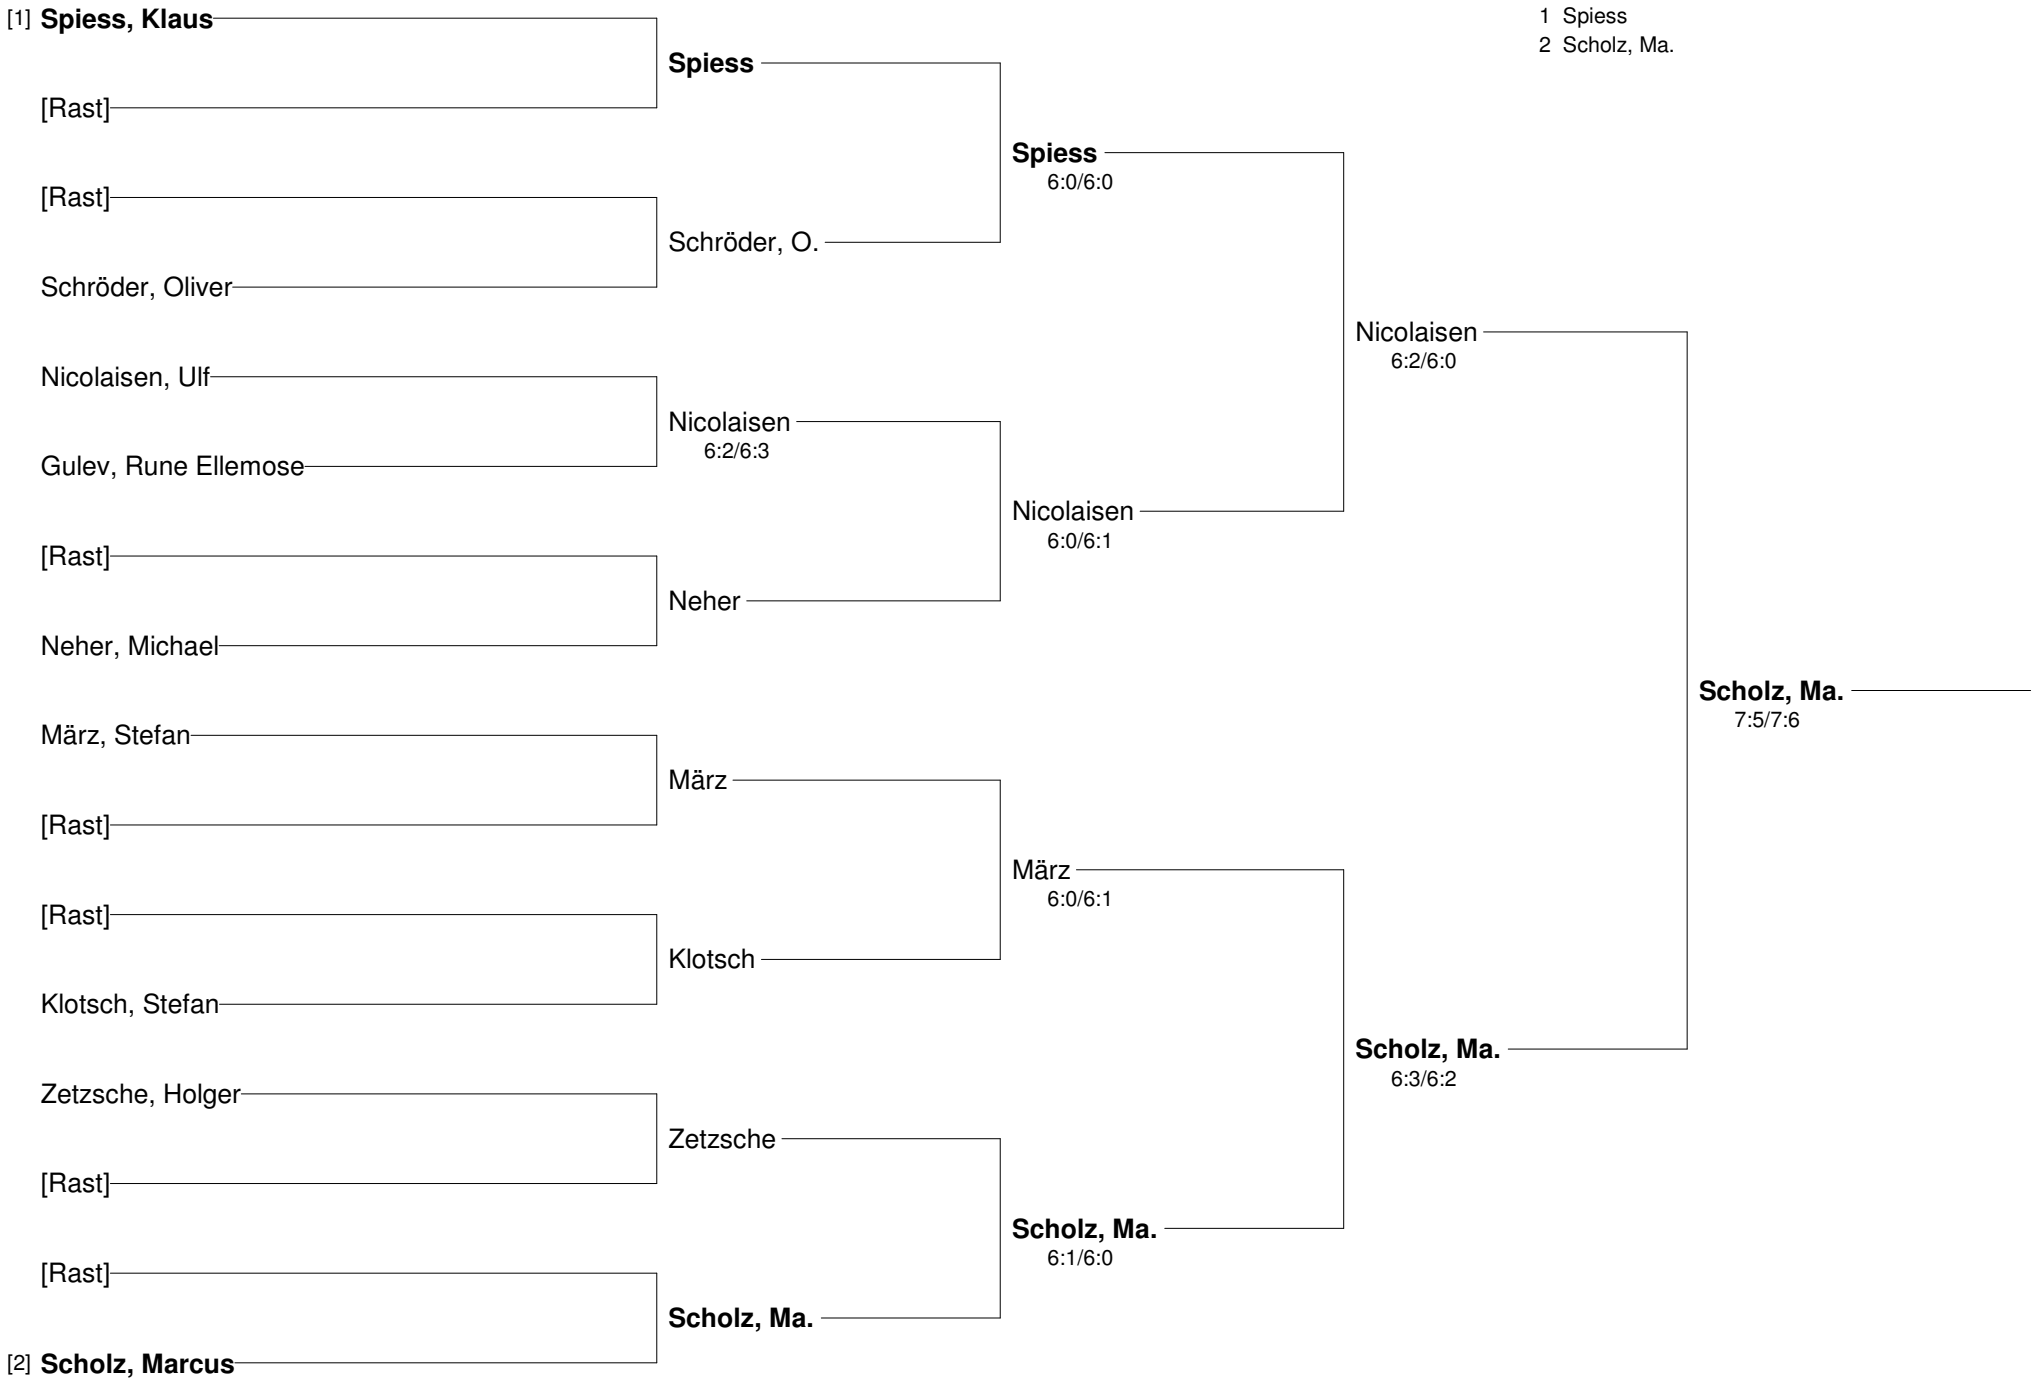 [1] Spiess, Klaus
[Rast]
[Rast]
Schröder, Oliver
Nicolaisen, Ulf
Gulev, Rune Ellemose
[Rast]
Neher, Michael
März, Stefan
[Rast]
[Rast]
Klotsch, Stefan
Zetzsche, Holger
[Rast]
[Rast]
[2] Scholz, Marcus
Spiess
Schröder, O.
Nicolaisen
6:2/6:3
Neher
März
Klotsch
Zetzsche
Scholz, Ma.
Spiess
6:0/6:0
Nicolaisen
6:0/6:1
März
6:0/6:1
Scholz, Ma.
6:1/6:0
Nicolaisen
6:2/6:0
Scholz, Ma.
6:3/6:2
Scholz, Ma.
7:5/7:6
1 Spiess
2 Scholz, Ma.